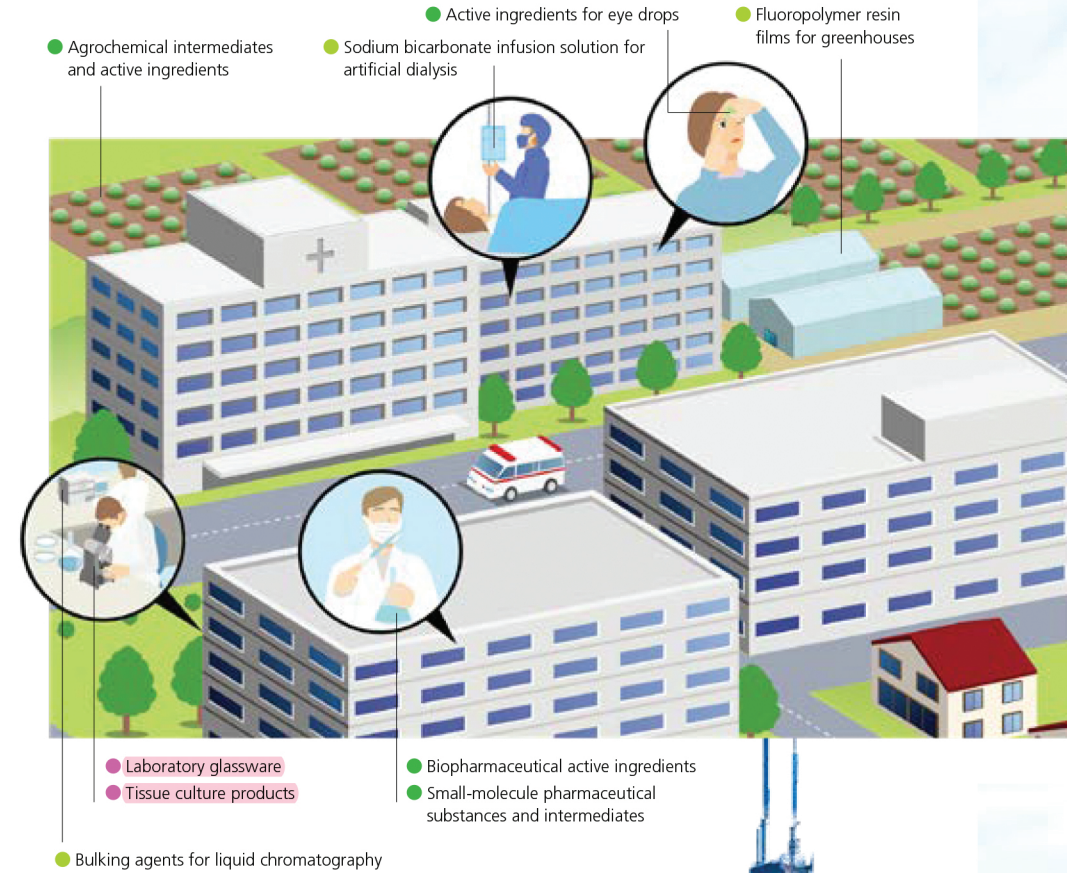 Active ingredients for eye drops
Fluoropolymer resin
films for greenhouses
Agrochemical intermediates
and active ingredients
Sodium bicarbonate infusion solution for
artificial dialysis
Laboratory glassware
Tissue culture products
Biopharmaceutical active ingredients
Small-molecule pharmaceutical
substances and intermediates
Bulking agents for liquid chromatography